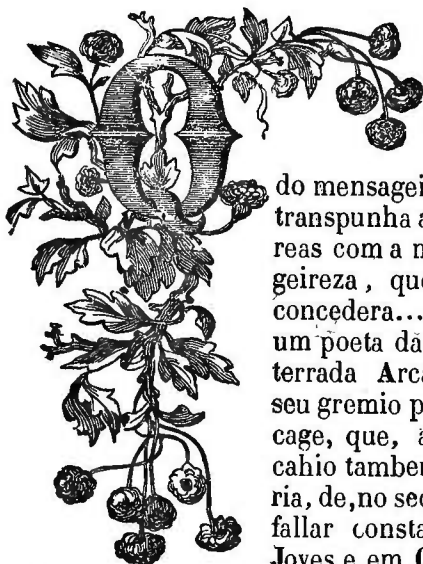 O
do mensagei
transpunha a
reas com a n
geireza, que
concedera...
um poeta da
terrada Arca
seu gremio p
cage, que, a
cahio tambem
ria, de, no sec
fallar consta
Joves e em